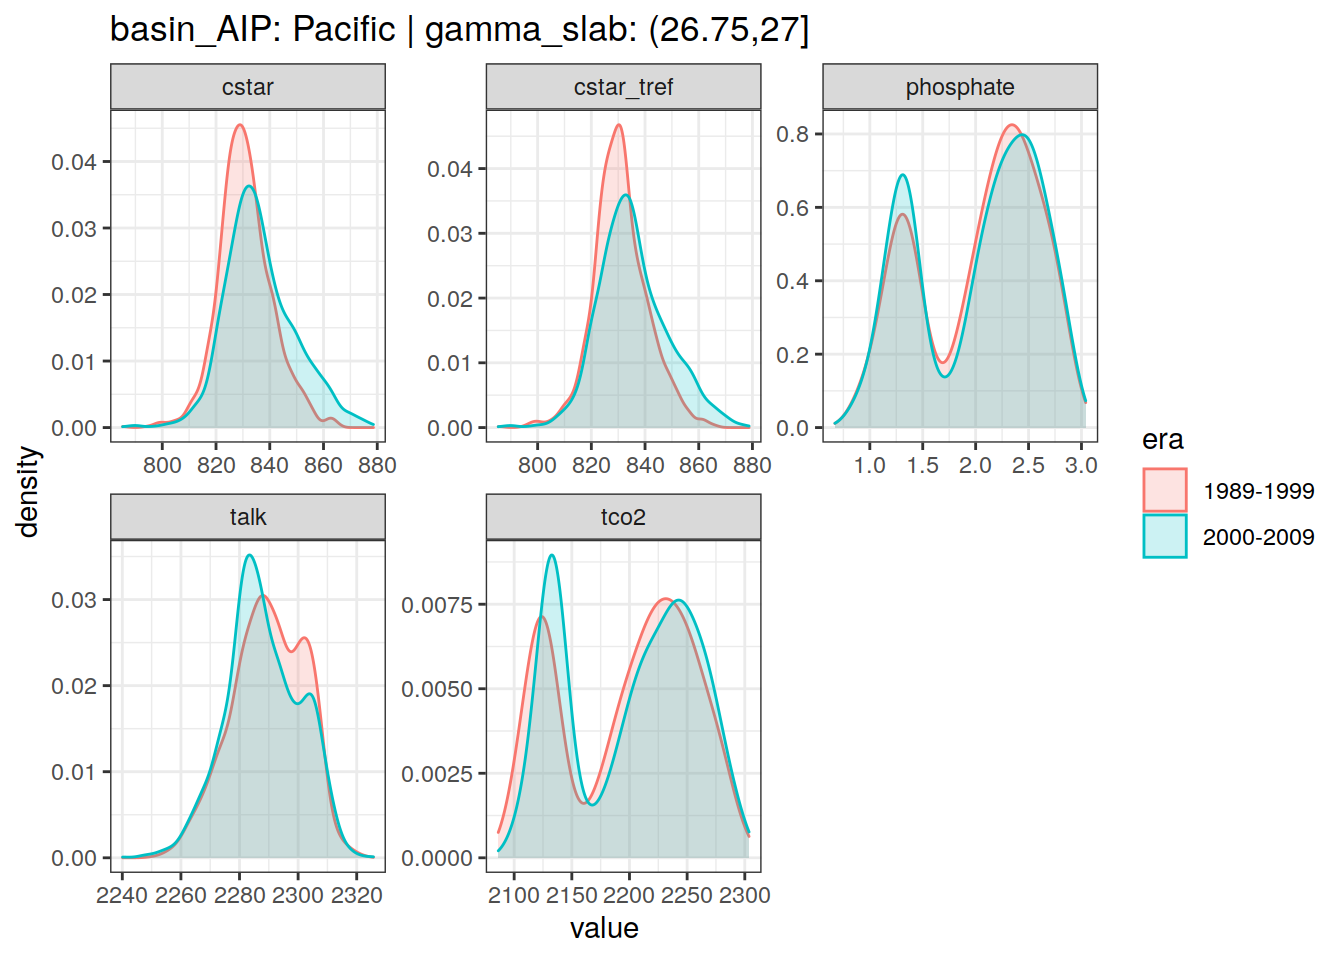 basin_AIP: Pacific | gamma_slab: (26.75,27]
cstar
cstar_tref
phosphate
0.04
0.03
0.02
0.01
0.00
0.04
0.03
0.02
0.01
0.00
0.8
0.6
0.4
0.2
0.0
800 820 840 860 880
800 820 840 860 880
1.0 1.5 2.0 2.5 3.0
talk
tco2
0.03
0.02
0.01
0.00
0.0075
0.0050
0.0025
0.0000
2240 2260 2280 2300 2320
2100 2150 2200 2250 2300
density
value
era
1989-1999
2000-2009